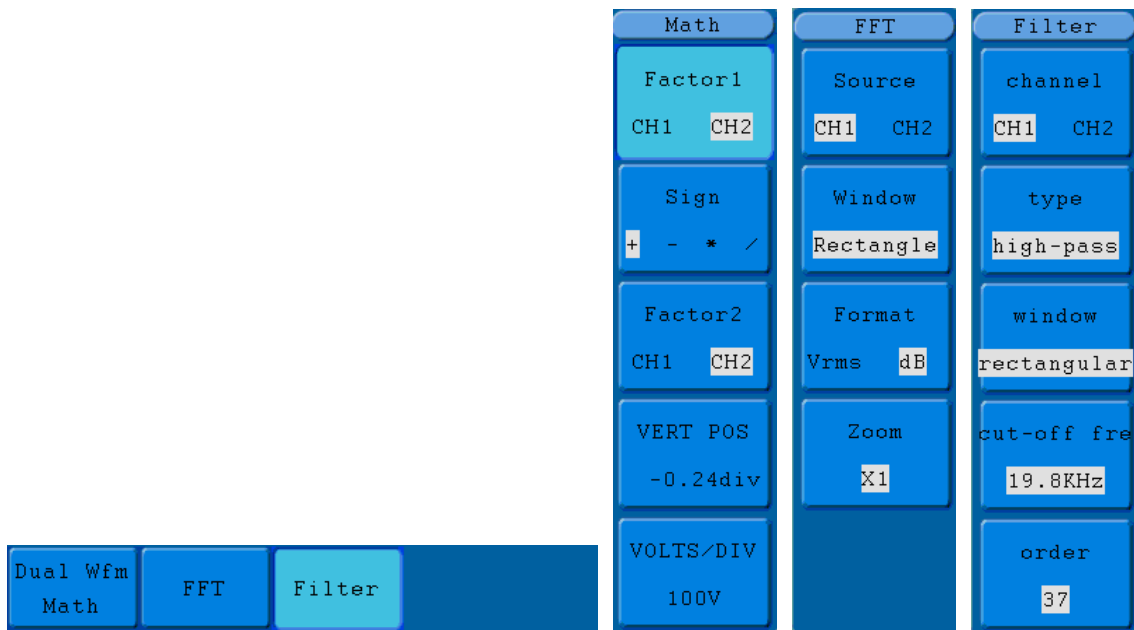 Math
Factor1
CH1 CH2
Sign
+ - * /
Factor2
CH1 CH2
VERT POS
-0.24div
VOLTS/DIV
100V
FFT
Source
CH1 CH2
Window
Rectangle
Format
Vrms dB
Zoom
X1
Filter
channel
CH1 CH2
type
high-pass
window
rectangular
cut-off fre
19.8KHz
order
37
Dual Wfm
Math
FFT
Filter